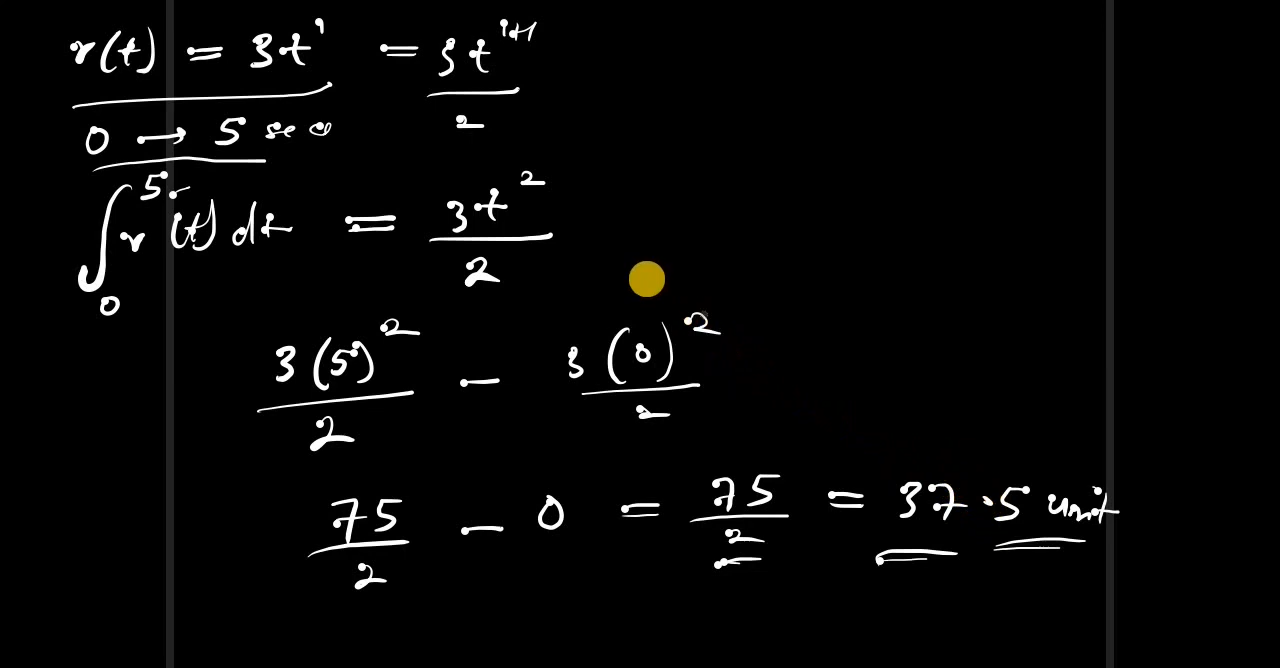 r(t) = 3t¹ = 3t¹⁺¹/2
0 → 5 sec
∫₀⁵ r(t) dt = 3t²/2
3(5)²/2 − 3(0)²/2
75/2 − 0 = 75/2 = 37.5 unit